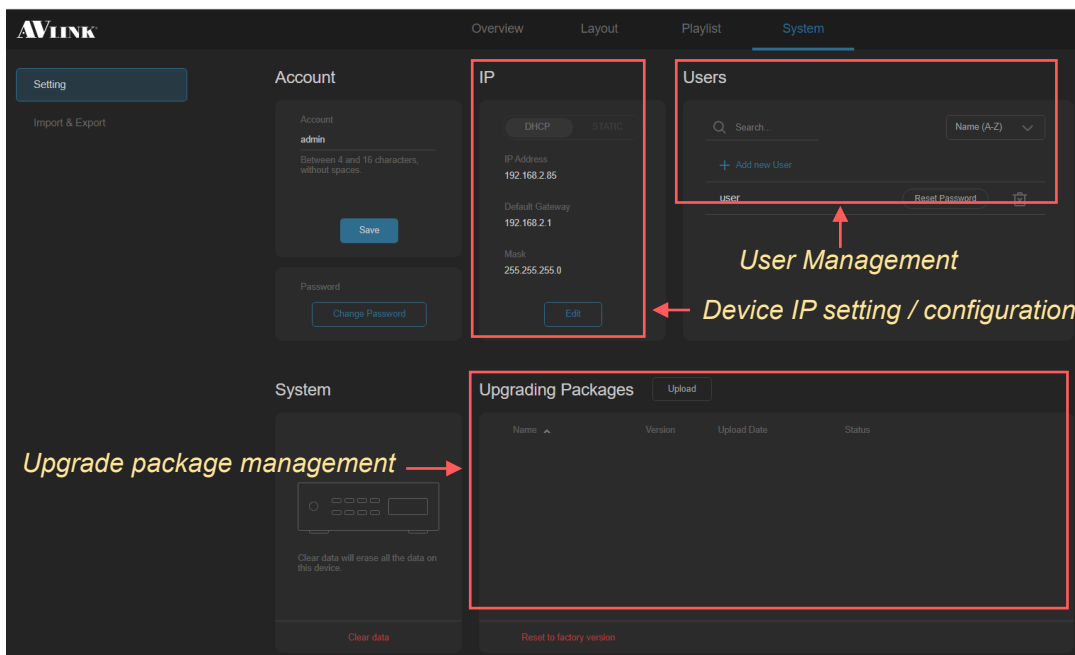 AVLINK
Overview Layout Playlist System
Setting
Import & Export
Account
Account
admin
Between 4 and 16 characters,
without spaces.
Save
Password
Change Password
IP
DHCP STATIC
IP Address
192.168.2.85
Default Gateway
192.168.2.1
Mask
255.255.255.0
Edit
Users
Search...
Name (A-Z)
+ Add new User
user Reset Password
User Management
Device IP setting / configuration
System
Upgrade package management
Clear data will erase all the data on
this device.
Clear data
Upgrading Packages Upload
Name Version Upload Date Status
Reset to factory version